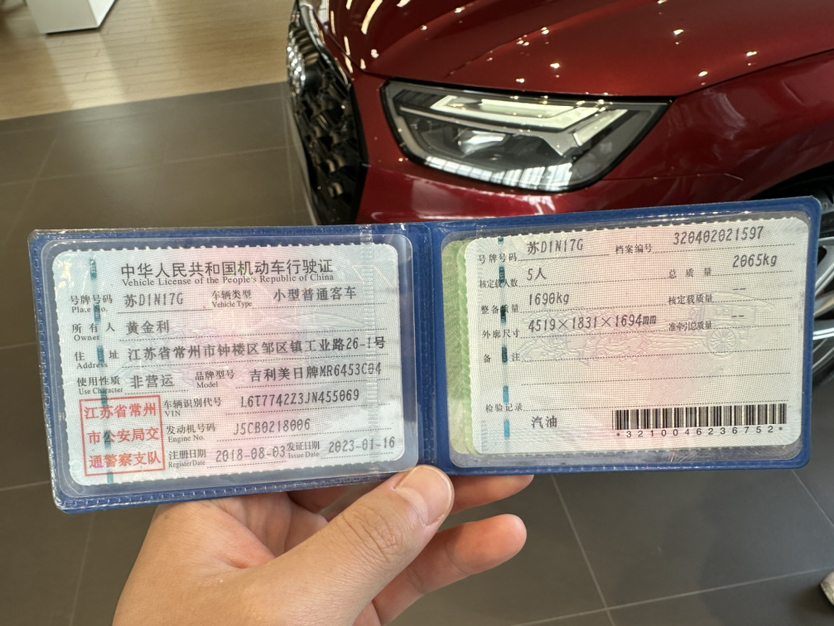 中华人民共和国机动车行驶证
Vehicle License of the People's Republic of China
号牌号码 苏D1N17G 车辆类型 小型普通客车
Plate No. Vehicle Type
所有人 黄金利
Owner
住址 江苏省常州市钟楼区邹区镇工业路26-1号
Address
使用性质 非营运 品牌型号 吉利美日牌MR6453C04
Use Character Model
江苏省常州
市公安局交
通警察支队
车辆识别代号 L6T7742Z3JN455069
VIN
发动机号码 J5CB0218006
Engine No.
注册日期 2018-08-03 发证日期 2023-01-16
Register Date Issue Date
号牌号码 苏D1N17G 档案编号 320402021597
核定载人数 5人 总质量 2065kg
整备质量 1690kg 核定载质量 --
外廓尺寸 4519×1831×1694mm 准牵引总质量 --
备注
检验记录
汽油
*3210046236752*